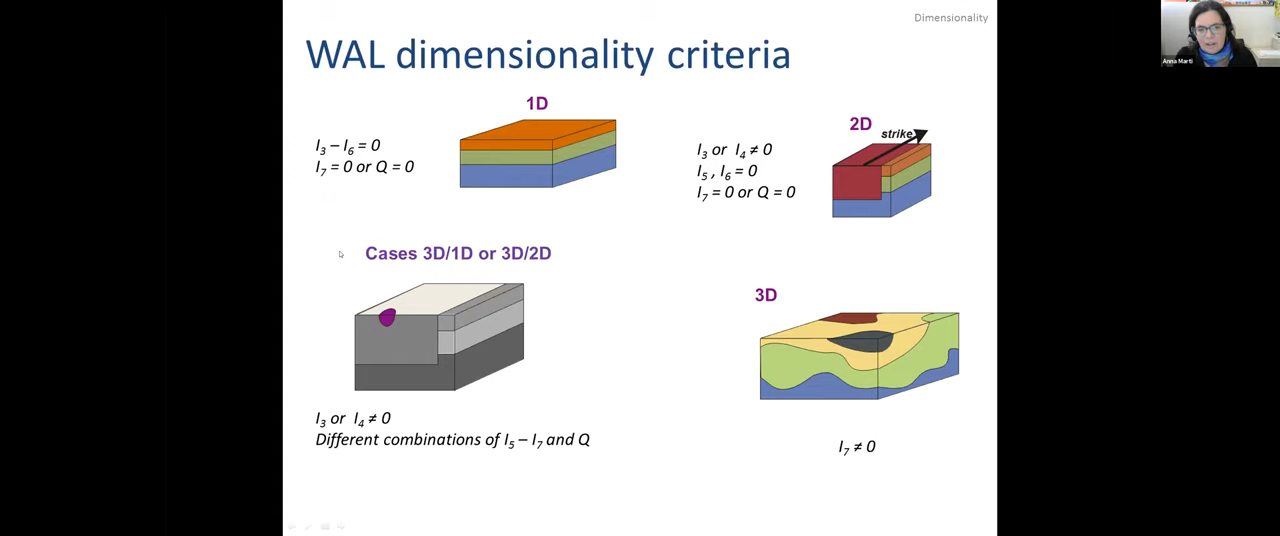 Dimensionality
WAL dimensionality criteria
Anna Marti
1D
I3 – I6 = 0
I7 = 0 or Q = 0
2D
strike
I3 or I4 ≠ 0
I5 , I6 = 0
I7 = 0 or Q = 0
Cases 3D/1D or 3D/2D
I3 or I4 ≠ 0
Different combinations of I5 – I7 and Q
3D
I7 ≠ 0